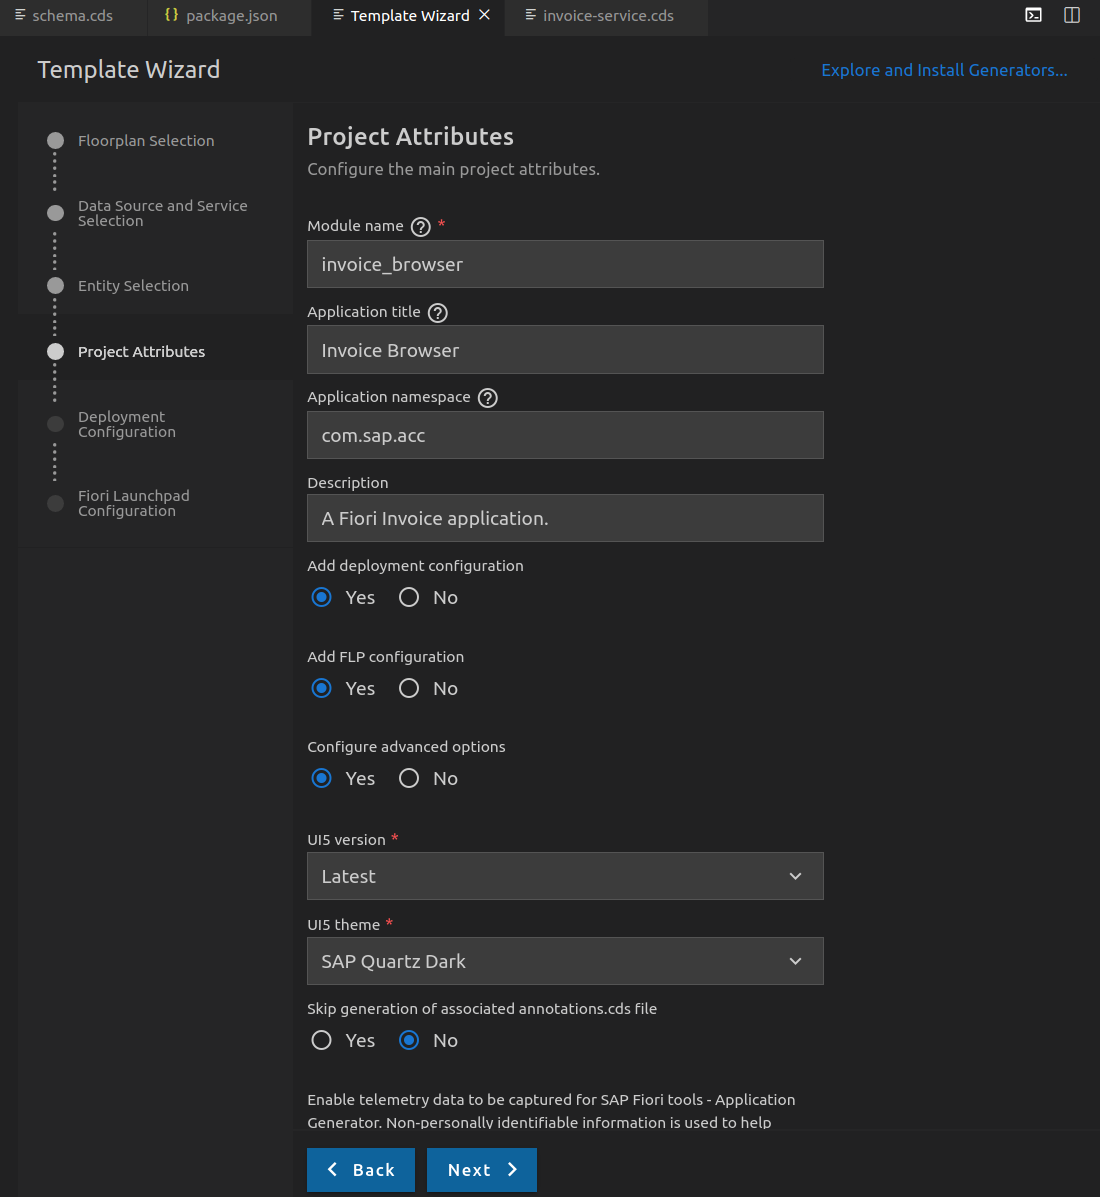 schema.cds
{} package.json
Template Wizard
invoice-service.cds
Template Wizard
Explore and Install Generators...
Floorplan Selection
Data Source and Service
Selection
Entity Selection
Project Attributes
Deployment
Configuration
Fiori Launchpad
Configuration
Project Attributes
Configure the main project attributes.
Module name ? *
invoice_browser
Application title ?
Invoice Browser
Application namespace ?
com.sap.acc
Description
A Fiori Invoice application.
Add deployment configuration
Yes No
Add FLP configuration
Yes No
Configure advanced options
Yes No
UI5 version *
Latest
UI5 theme *
SAP Quartz Dark
Skip generation of associated annotations.cds file
Yes No
Enable telemetry data to be captured for SAP Fiori tools - Application
Generator. Non-personally identifiable information is used to help
Back Next